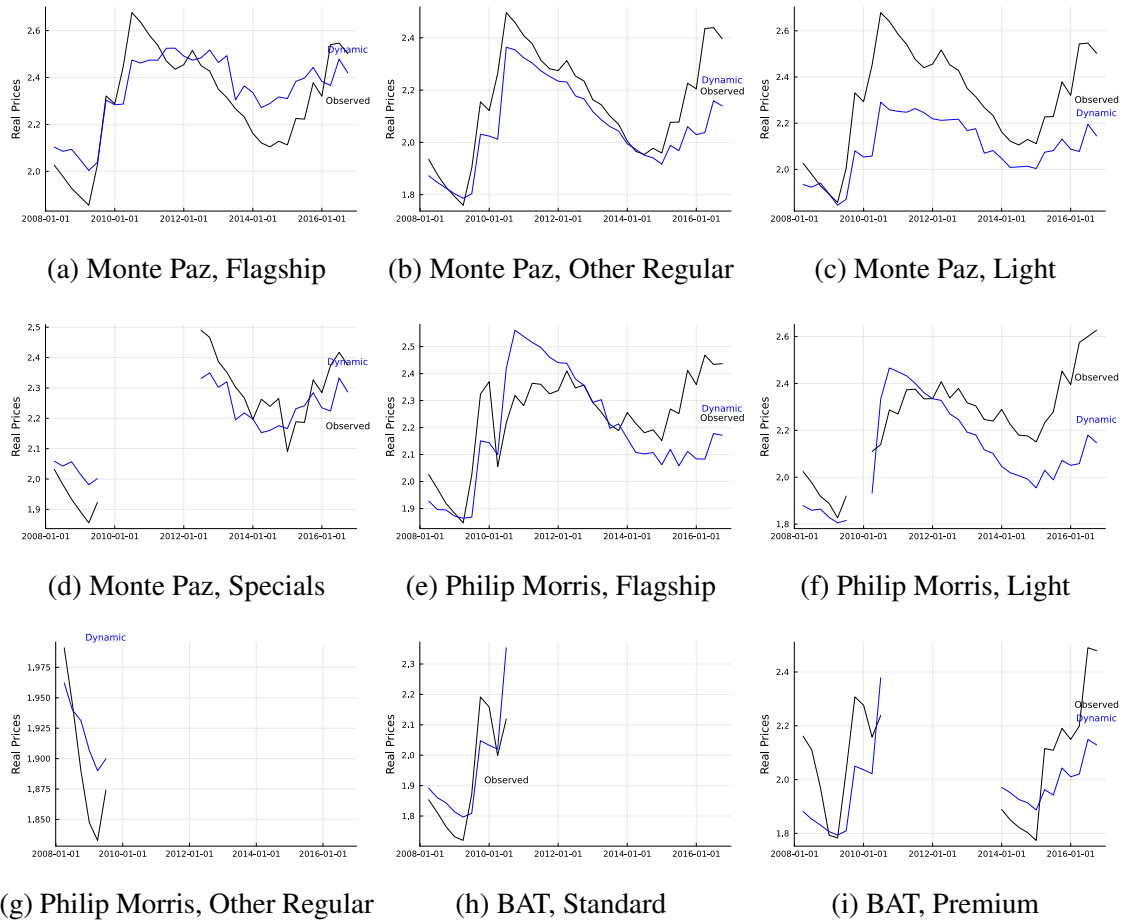 Real Prices
2.6
2.4
2.2
2.0
2008-01-01 2010-01-01 2012-01-01 2014-01-01 2016-01-01
Dynamic
Observed
(a) Monte Paz, Flagship
Real Prices
2.4
2.2
2.0
1.8
2008-01-01 2010-01-01 2012-01-01 2014-01-01 2016-01-01
Dynamic
Observed
(b) Monte Paz, Other Regular
Real Prices
2.6
2.4
2.2
2.0
2008-01-01 2010-01-01 2012-01-01 2014-01-01 2016-01-01
Observed
Dynamic
(c) Monte Paz, Light
Real Prices
2.5
2.4
2.3
2.2
2.1
2.0
1.9
2008-01-01 2010-01-01 2012-01-01 2014-01-01 2016-01-01
Dynamic
Observed
(d) Monte Paz, Specials
Real Prices
2.5
2.4
2.3
2.2
2.1
2.0
1.9
2008-01-01 2010-01-01 2012-01-01 2014-01-01 2016-01-01
Dynamic
Observed
(e) Philip Morris, Flagship
Real Prices
2.6
2.4
2.2
2.0
1.8
2008-01-01 2010-01-01 2012-01-01 2014-01-01 2016-01-01
Observed
Dynamic
(f) Philip Morris, Light
Real Prices
Dynamic
1.975
1.950
1.925
1.900
1.875
1.850
2008-01-01 2010-01-01 2012-01-01 2014-01-01 2016-01-01
(g) Philip Morris, Other Regular
Real Prices
2.3
2.2
2.1
2.0
1.9
1.8
2008-01-01 2010-01-01 2012-01-01 2014-01-01 2016-01-01
Observed
(h) BAT, Standard
Real Prices
2.4
2.2
2.0
1.8
2008-01-01 2010-01-01 2012-01-01 2014-01-01 2016-01-01
Observed
Dynamic
(i) BAT, Premium